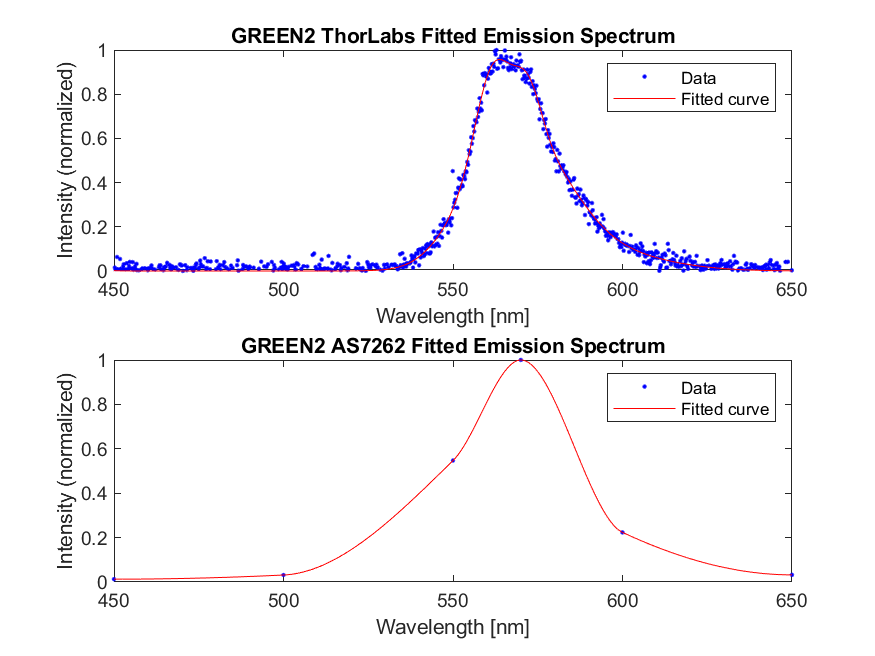 GREEN2 ThorLabs Fitted Emission Spectrum
1
0.8
0.6
0.4
0.2
0
Intensity (normalized)
Data
Fitted curve
450 500 550 600 650
Wavelength [nm]
GREEN2 AS7262 Fitted Emission Spectrum
1
0.8
0.6
0.4
0.2
0
Intensity (normalized)
Data
Fitted curve
450 500 550 600 650
Wavelength [nm]